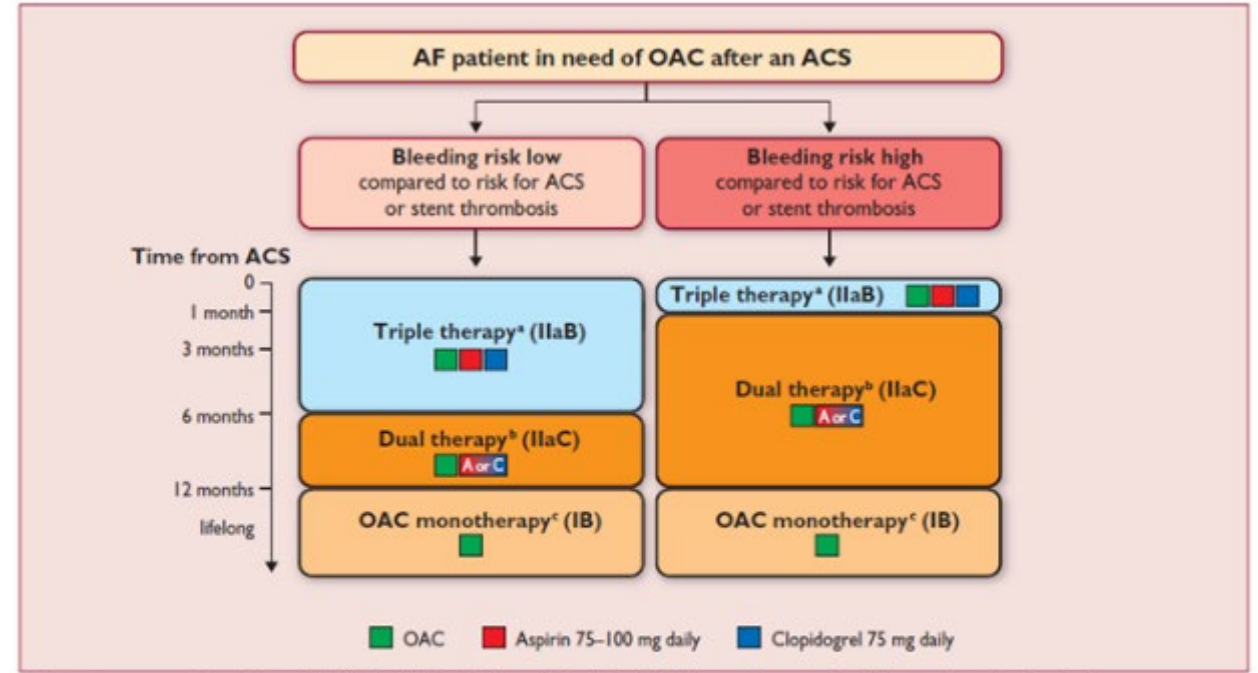 AF patient in need of OAC after an ACS
Bleeding risk low
compared to risk for ACS
or stent thrombosis
Bleeding risk high
compared to risk for ACS
or stent thrombosis
Time from ACS
0
1 month
3 months
6 months
12 months
lifelong
Triple therapyᵃ (IIaB)
Dual therapyᵇ (IIaC)
A or C
OAC monotherapyᶜ (IB)
Triple therapyᵃ (IIaB)
Dual therapyᵇ (IIaC)
A or C
OAC monotherapyᶜ (IB)
OAC
Aspirin 75–100 mg daily
Clopidogrel 75 mg daily